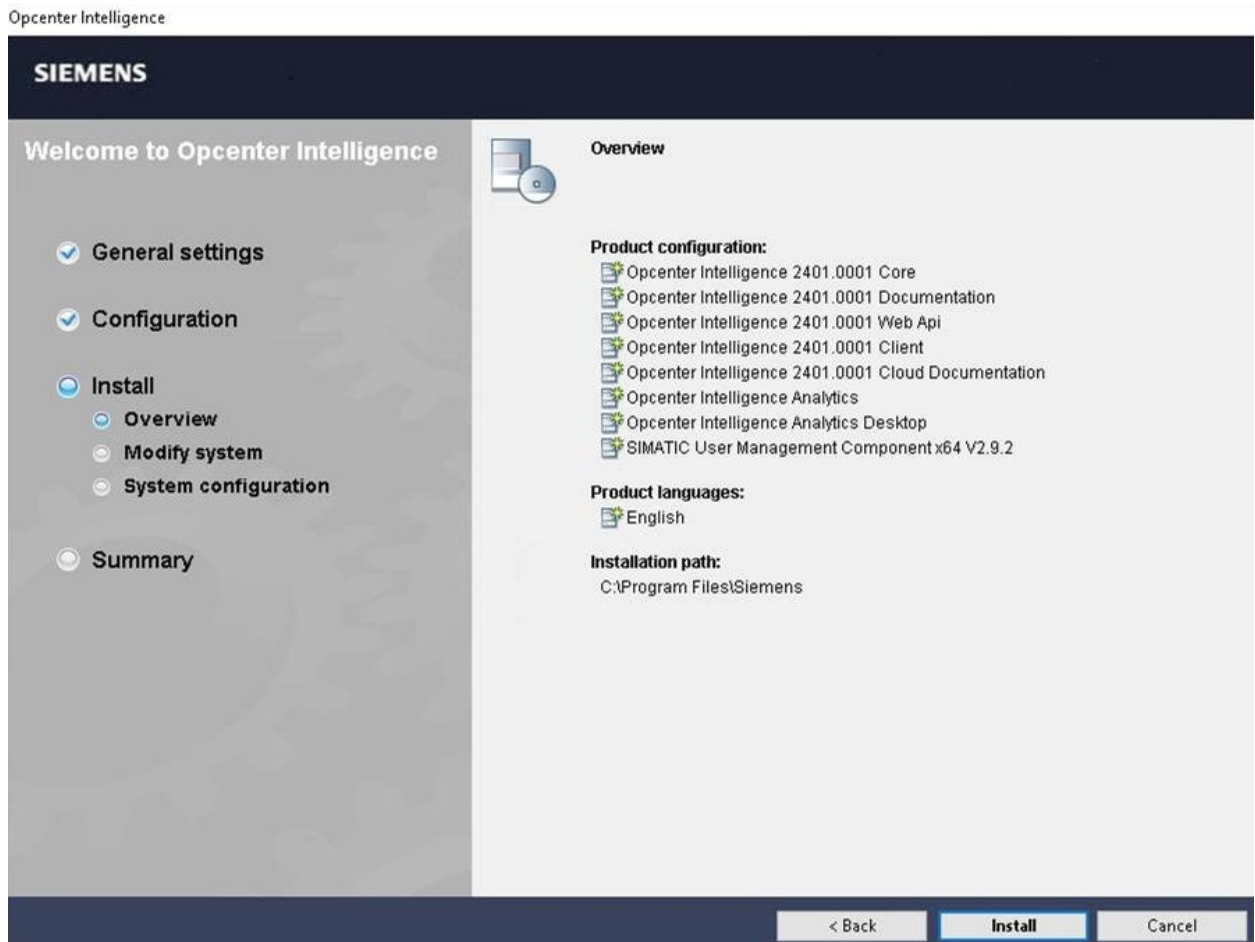 Opcenter Intelligence
SIEMENS
Welcome to Opcenter Intelligence
General settings
Configuration
Install
Overview
Modify system
System configuration
Summary
Overview
Product configuration:
Opcenter Intelligence 2401.0001 Core
Opcenter Intelligence 2401.0001 Documentation
Opcenter Intelligence 2401.0001 Web Api
Opcenter Intelligence 2401.0001 Client
Opcenter Intelligence 2401.0001 Cloud Documentation
Opcenter Intelligence Analytics
Opcenter Intelligence Analytics Desktop
SIMATIC User Management Component x64 V2.9.2
Product languages:
English
Installation path:
C:\Program Files\Siemens
< Back
Install
Cancel